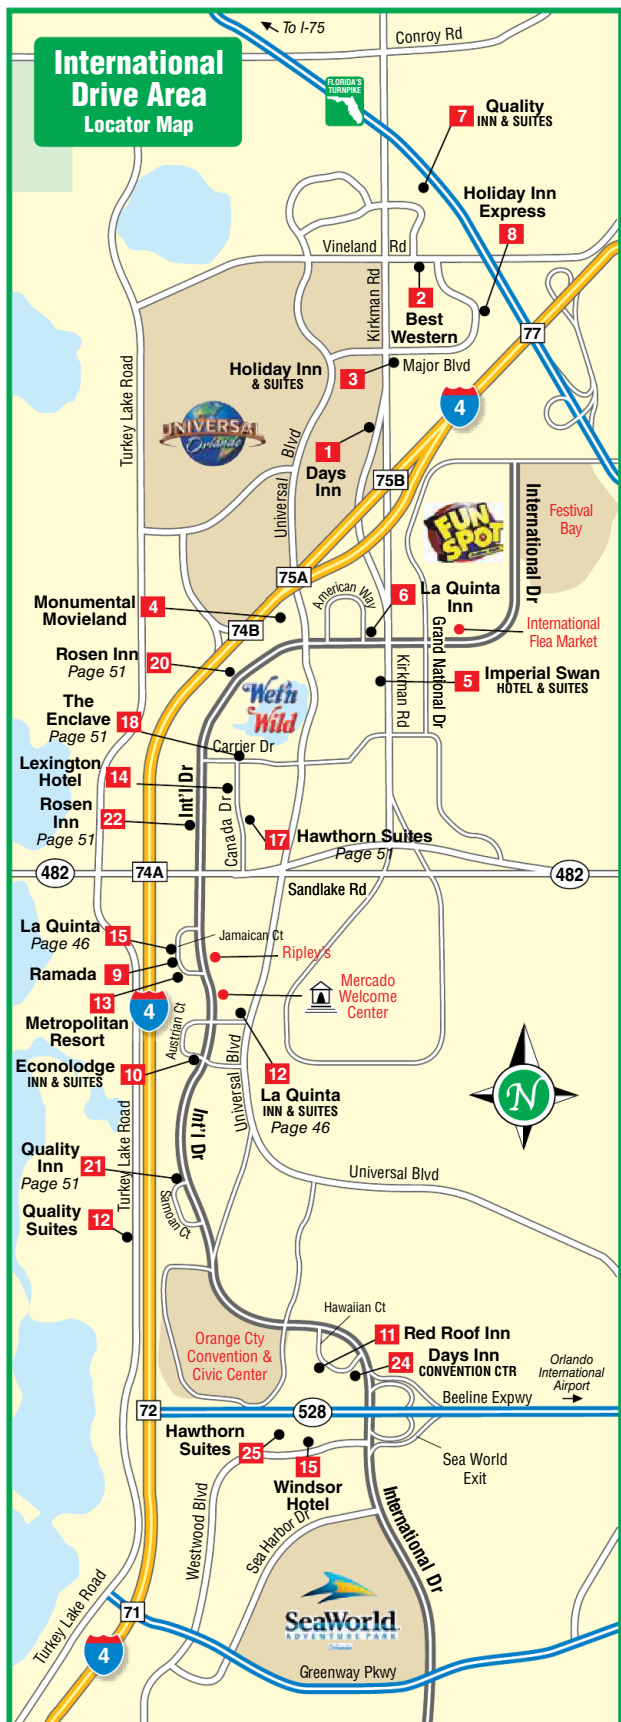 To I-75
Conroy Rd
International
Drive Area
Locator Map
FLORIDA'S
TURNPIKE
7
Quality
INN & SUITES
Holiday Inn
Express
8
Vineland Rd
Kirkman Rd
2
Best
Western
77
Turkey Lake Road
Holiday Inn
& SUITES
3
Major Blvd
4
UNIVERSAL
Orlando
Universal Blvd
1
Days
Inn
75B
FUN
SPOT
International Dr
Festival
Bay
75A
American Way
6
La Quinta
Inn
Monumental
Movieland
4
74B
International
Flea Market
Grand National Dr
Rosen Inn
Page 51
20
Kirkman Rd
5
Imperial Swan
HOTEL & SUITES
Wet'n
Wild
The
Enclave
Page 51
18
Carrier Dr
Lexington
Hotel
14
Int'l Dr
Canada Dr
Rosen
Inn
Page 51
22
17
Hawthorn Suites
Page 51
482
74A
482
Sandlake Rd
La Quinta
Page 46
15
Jamaican Ct
Ripley's
Ramada
9
13
Metropolitan
Resort
4
Mercado
Welcome
Center
Austrian Ct
Econolodge
INN & SUITES
10
Universal Blvd
12
La Quinta
INN & SUITES
Page 46
N
Turkey Lake Road
Int'l Dr
Quality
Inn
Page 51
21
Universal Blvd
Samoan Ct
Quality
Suites
12
Hawaiian Ct
Orange Cty
Convention &
Civic Center
11
Red Roof Inn
24
Days Inn
CONVENTION CTR
Orlando
International
Airport
Beeline Expwy
72
528
Hawthorn
Suites
25
15
Windsor
Hotel
Sea World
Exit
Westwood Blvd
Sea Harbor Dr
International Dr
Turkey Lake Road
71
4
SeaWorld
ADVENTURE PARK
Orlando
Greenway Pkwy